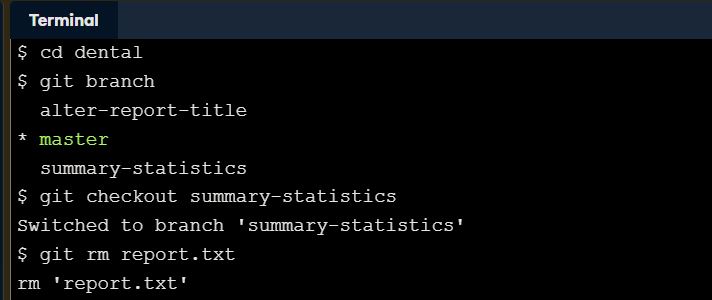 Terminal
$ cd dental
$ git branch
  alter-report-title
* master
  summary-statistics
$ git checkout summary-statistics
Switched to branch 'summary-statistics'
$ git rm report.txt
rm 'report.txt'